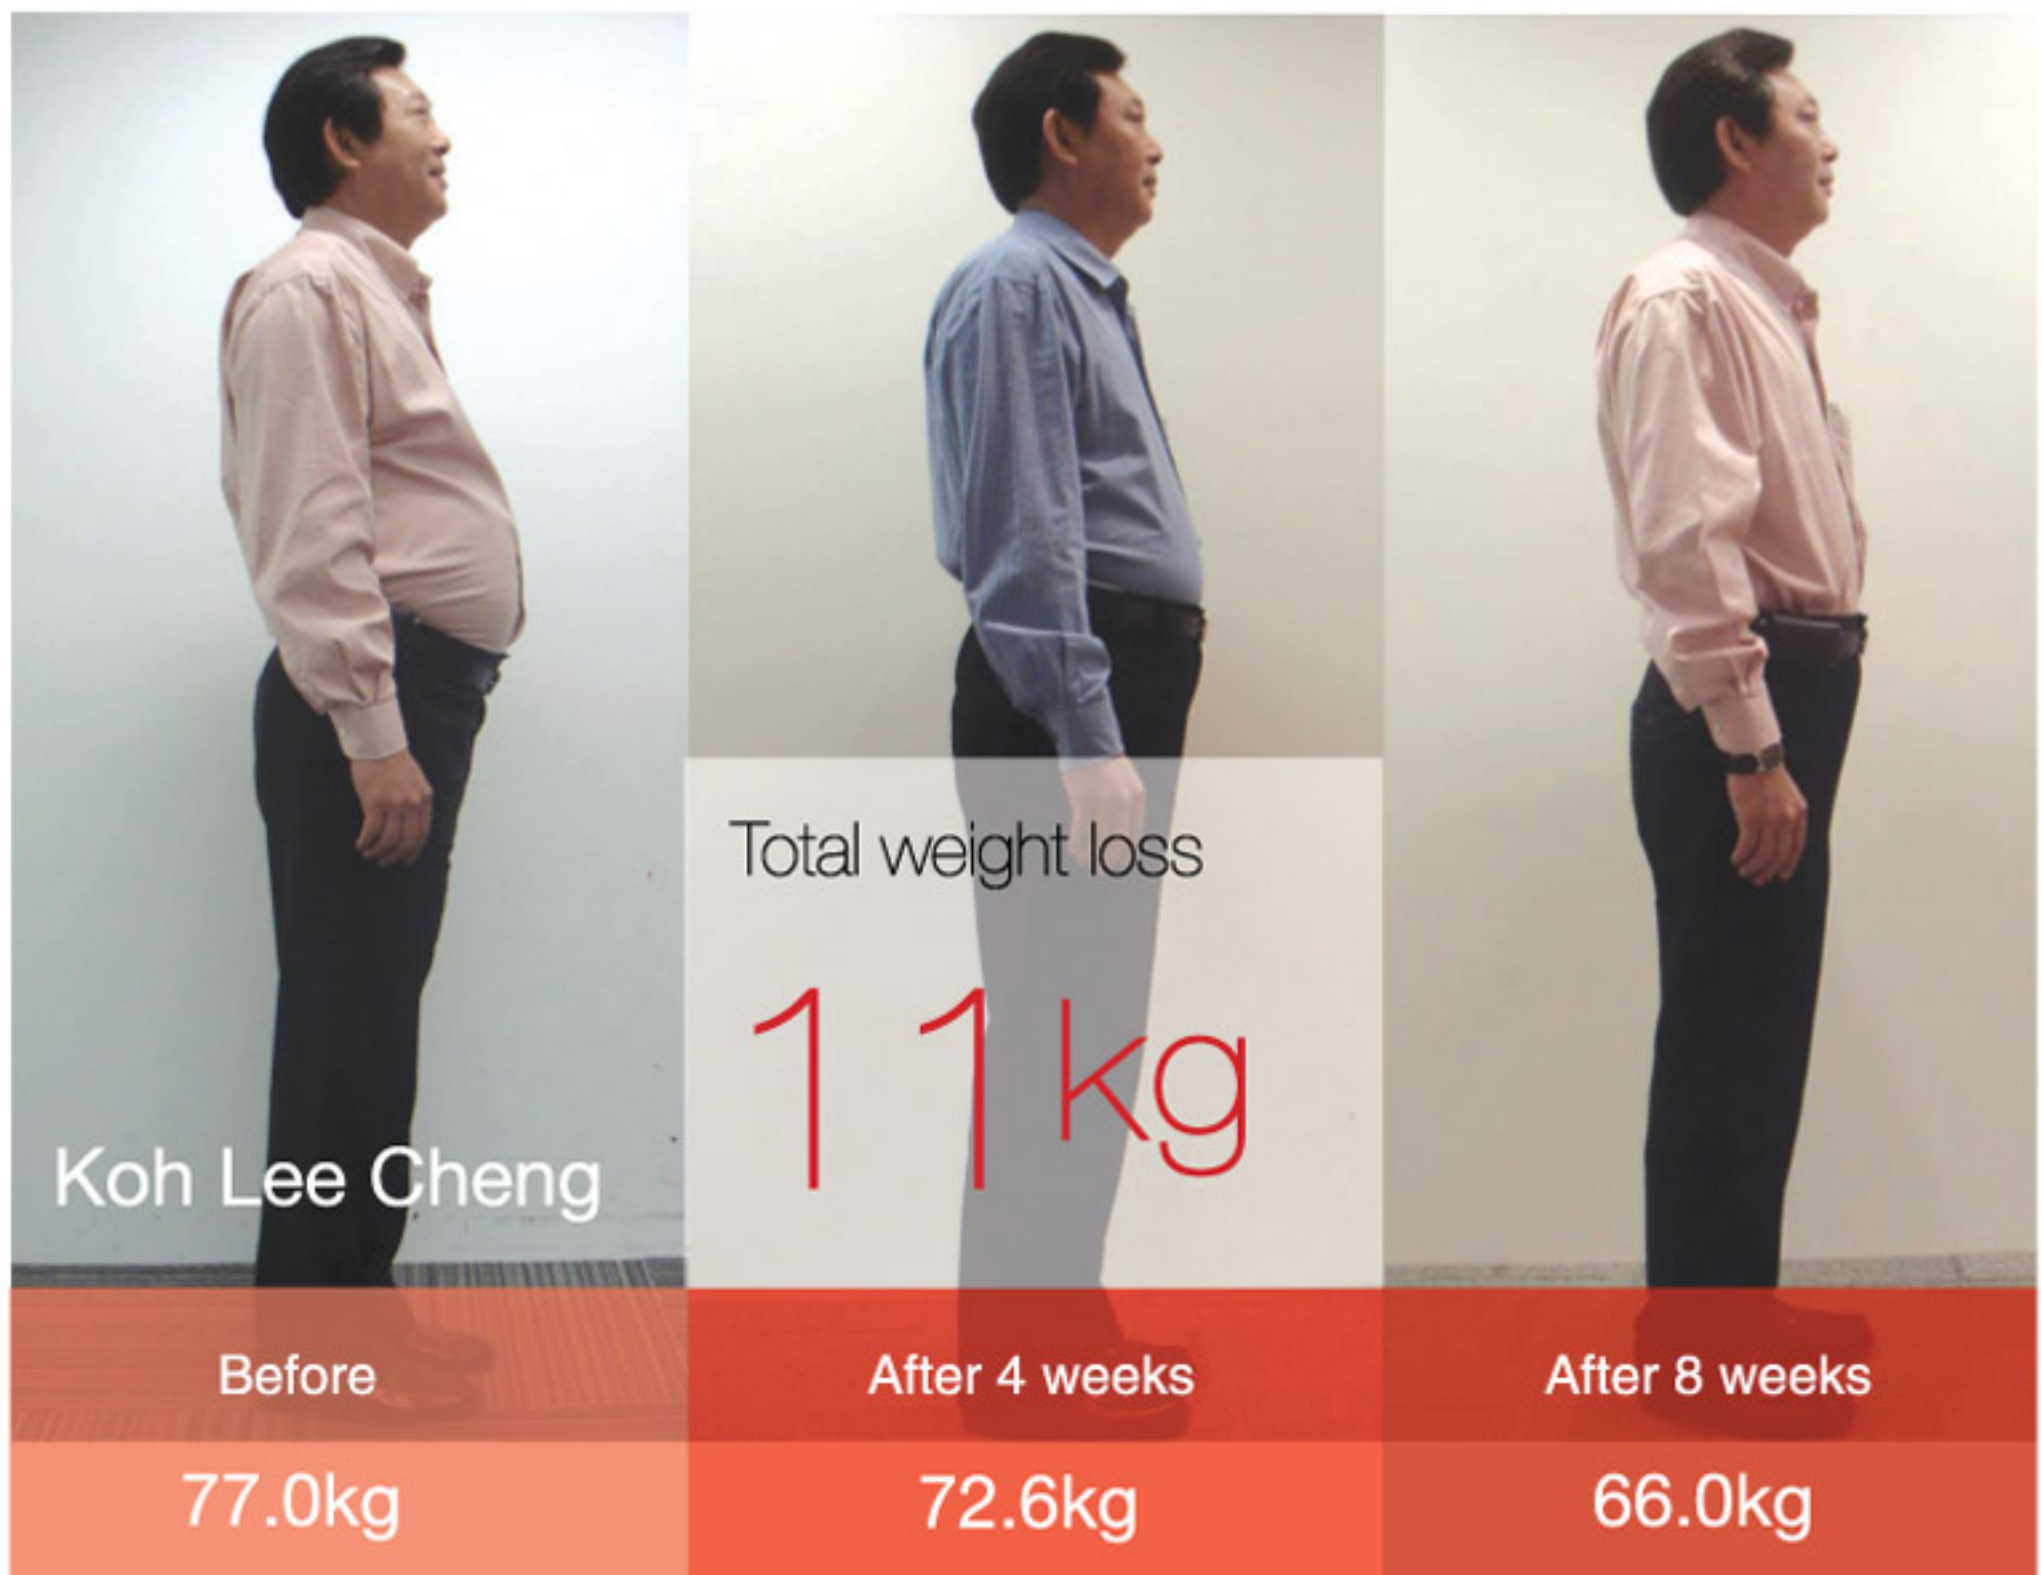 Koh Lee Cheng
Total weight loss
11kg
Before
After 4 weeks
After 8 weeks
77.0kg
72.6kg
66.0kg